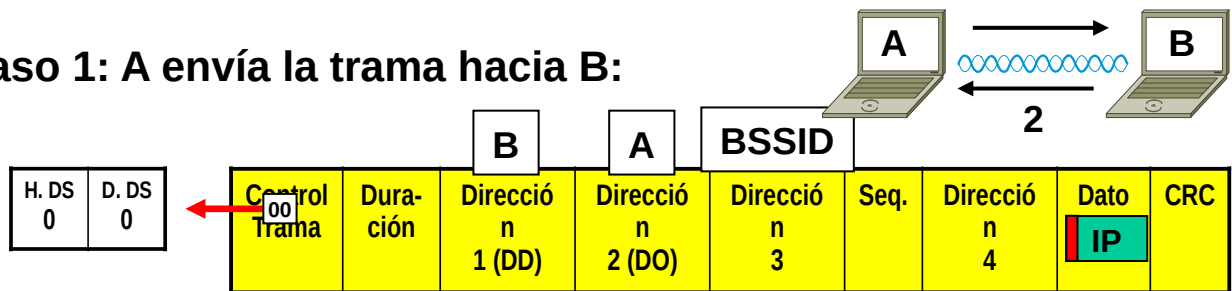 A
B
aso 1: A envía la trama hacia B:
2
B
A
BSSID
H. DS
0
D. DS
0
Control
Trama
00
Dura-
ción
Direcció
n
1 (DD)
Direcció
n
2 (DO)
Direcció
n
3
Seq.
Direcció
n
4
Dato
IP
CRC